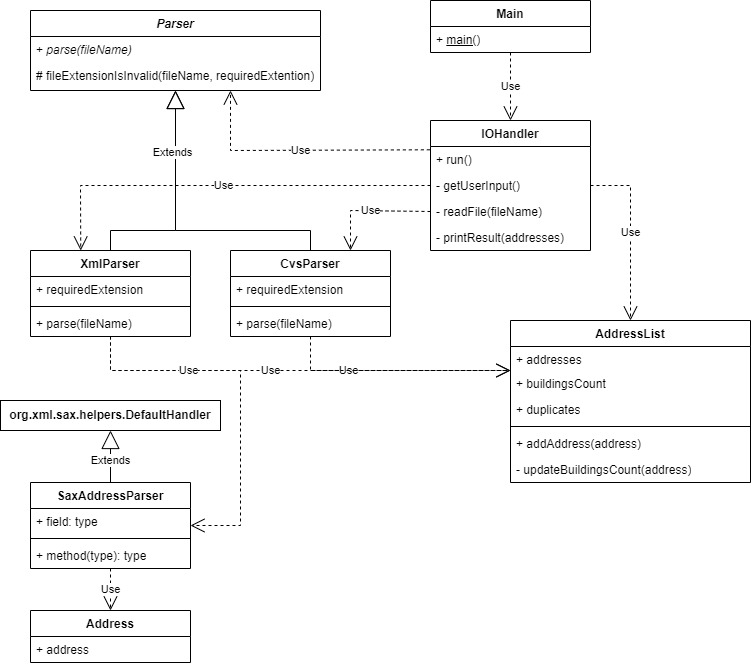 Parser
+ parse(fileName)
# fileExtensionIsInvalid(fileName, requiredExtention)
Main
+ main()
Use
IOHandler
+ run()
- getUserInput()
- readFile(fileName)
- printResult(addresses)
Extends
Use
Use
Use
Use
XmlParser
+ requiredExtension
+ parse(fileName)
CvsParser
+ requiredExtension
+ parse(fileName)
AddressList
+ addresses
+ buildingsCount
+ duplicates
+ addAddress(address)
- updateBuildingsCount(address)
Use
Use
Use
org.xml.sax.helpers.DefaultHandler
Extends
SaxAddressParser
+ field: type
+ method(type): type
Use
Address
+ address